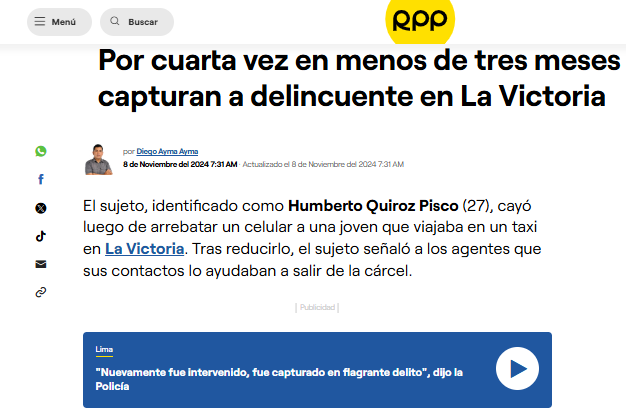 Menú
Buscar
RPP
Por cuarta vez en menos de tres meses
capturan a delincuente en La Victoria
por Diego Ayma Ayma
8 de Noviembre del 2024 7:31 AM · Actualizado el 8 de Noviembre del 2024 7:31 AM
El sujeto, identificado como Humberto Quiroz Pisco (27), cayó
luego de arrebatar un celular a una joven que viajaba en un taxi
en La Victoria. Tras reducirlo, el sujeto señaló a los agentes que
sus contactos lo ayudaban a salir de la cárcel.
| Publicidad |
Lima
"Nuevamente fue intervenido, fue capturado en flagrante delito", dijo la
Policía